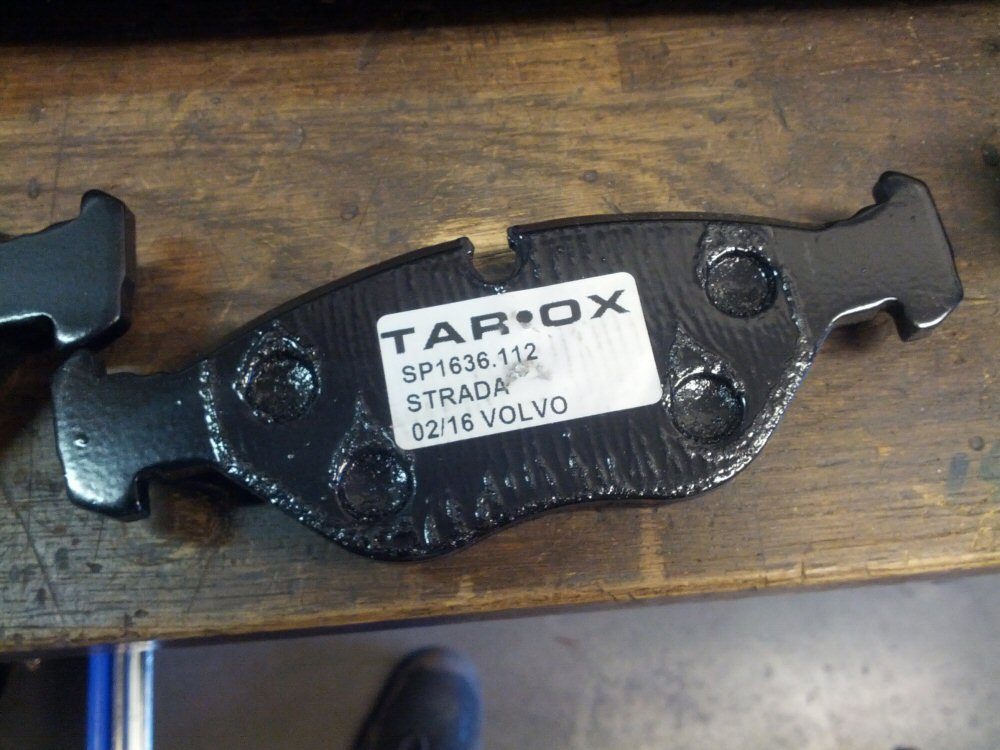 TAR•OX
SP1636.112
STRADA
02/16 VOLVO